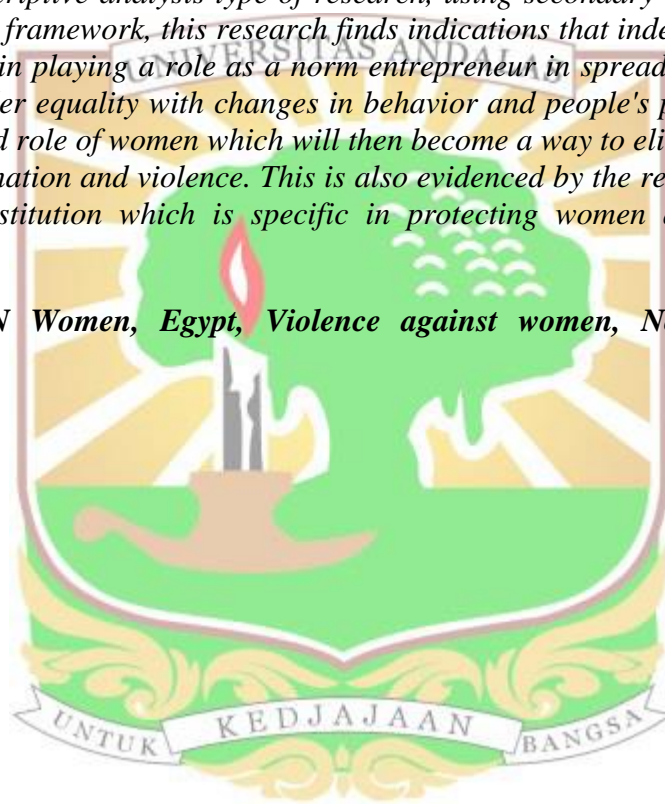 riptive analysis type of research, using secondary
framework, this research finds indications that inde
in playing a role as a norm entrepreneur in spread
er equality with changes in behavior and people's p
d role of women which will then become a way to eli
nation and violence. This is also evidenced by the re
stitution which is specific in protecting women
N Women, Egypt, Violence against women, N
UNIVERSITAS ANDALAS
UNTUK KEDJAJAAN BANGSA